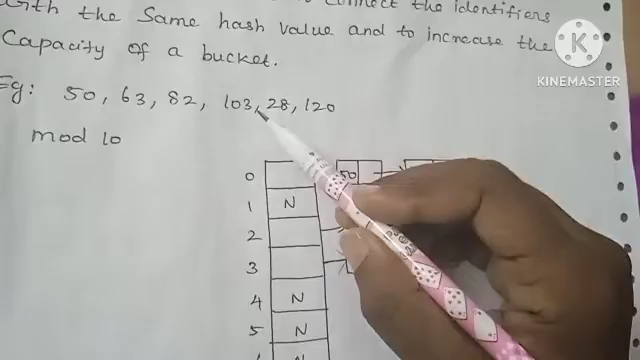 the Same hash value and to increase the
Capacity of a bucket.
Eg: 50, 63, 82, 103, 28, 120
mod 10
0 50
1 N
2
3
4 N
5 N
K
KINEMASTER